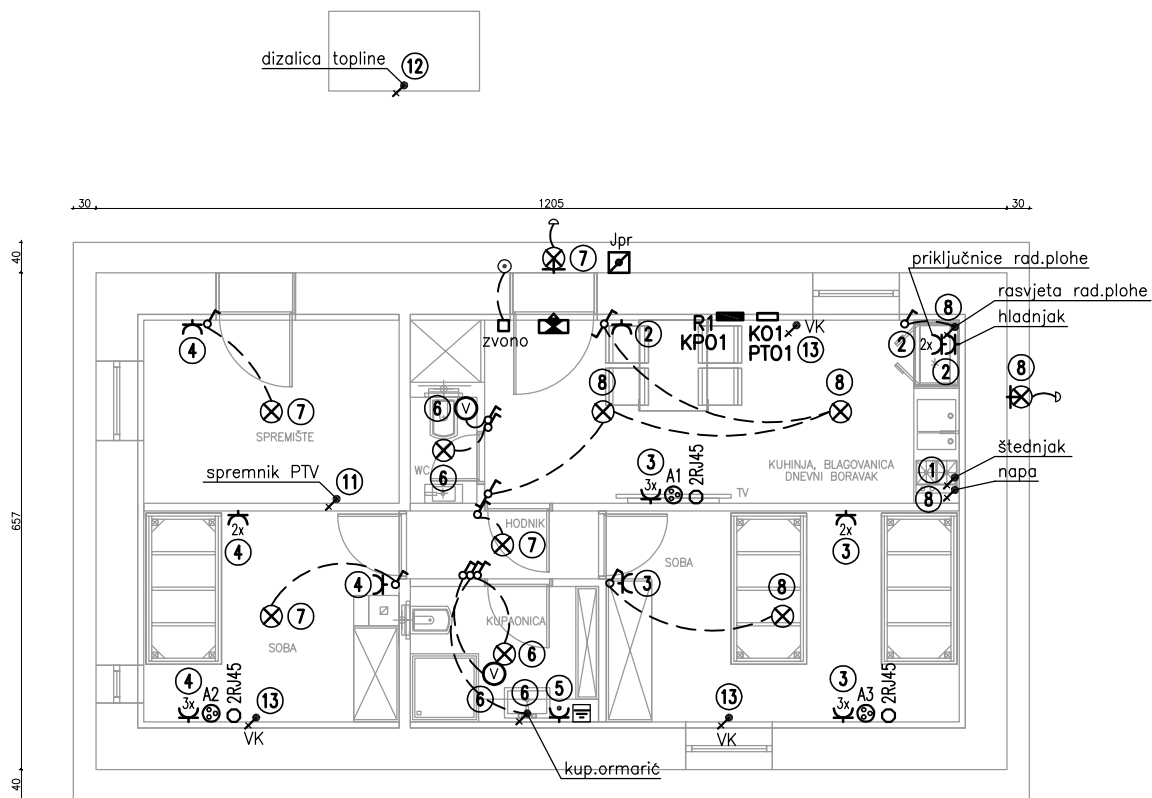 dizalica topline
12
30
1205
30
40
657
40
7
Jpr
priključnice rad.plohe
8
rasvjeta rad.plohe
hladnjak
zvono
4
2
R1
KP01
K01
PT01
VK
13
2
2x
2
8
7
SPREMIŠTE
6
V
8
8
WC
6
spremnik PTV
11
3
3x
A1
2RJ45
TV
KUHINJA, BLAGOVANICA
DNEVNI BORAVAK
1
štednjak
napa
8
2x
4
HODNIK
7
SOBA
2x
3
4
3
7
SOBA
KUPAONICA
6
V
8
4
3x
A2
2RJ45
13
VK
6
6
5
13
VK
3
3x
A3
2RJ45
kup.ormarić